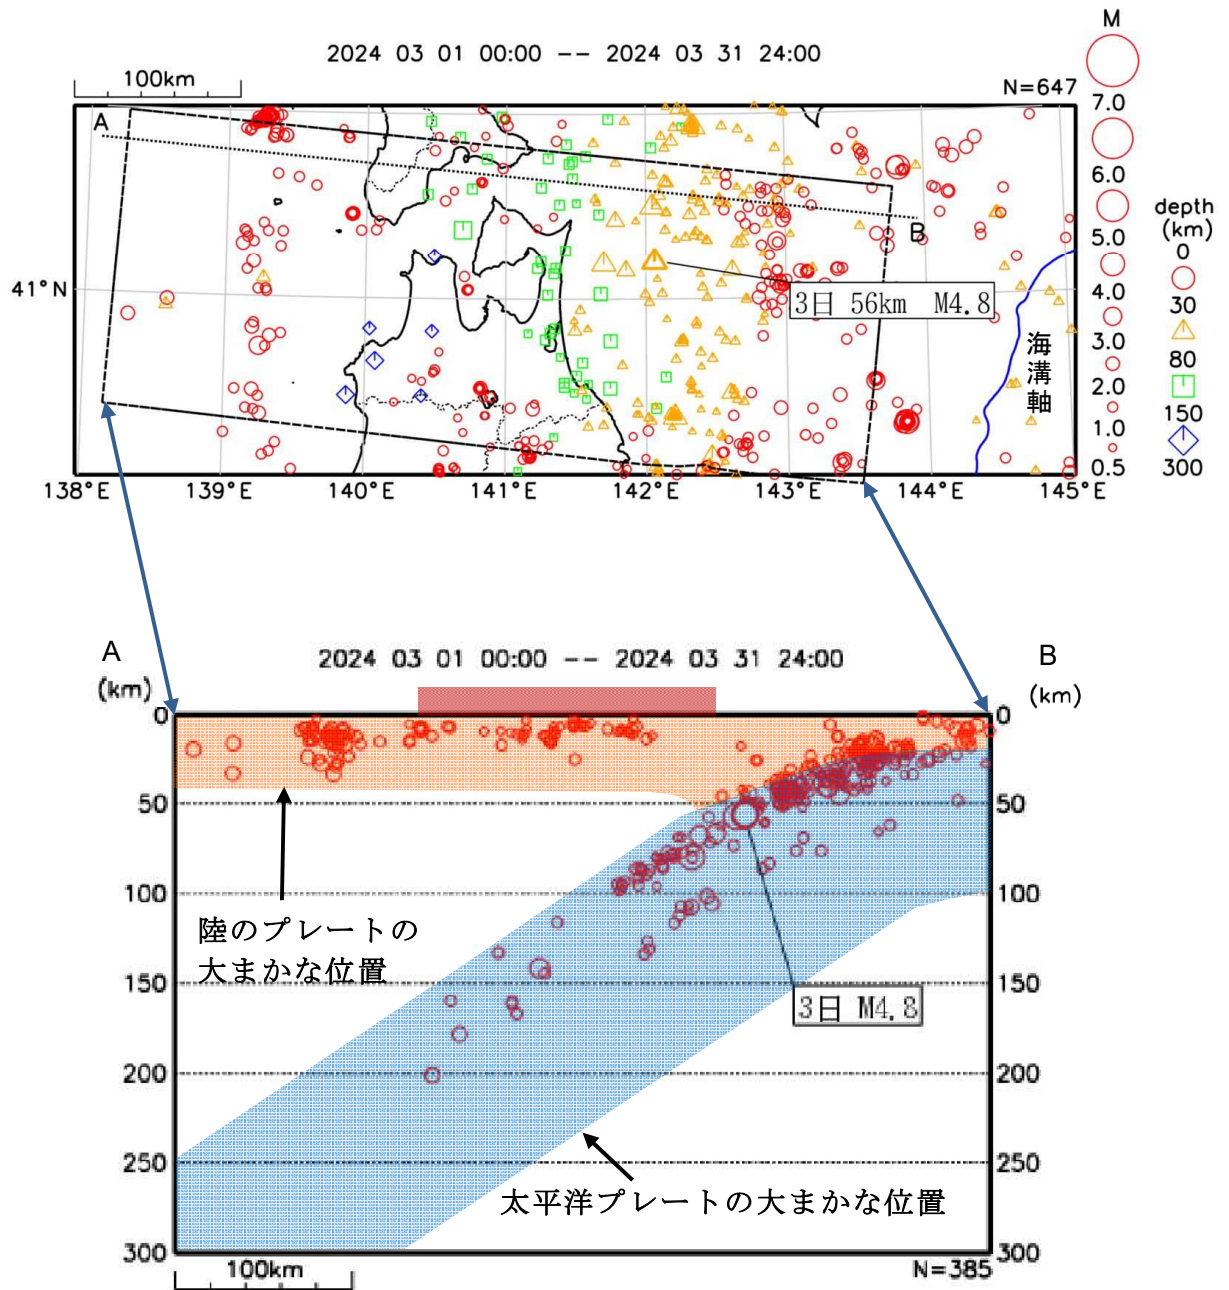 M
2024 03 01 00:00 -- 2024 03 31 24:00
100km
N=647
7.0
6.0
5.0
4.0
3.0
2.0
1.0
0.5
depth
(km)
0
30
80
150
300
A
B
41°N
3日 56km M4.8
海溝軸
138°E
139°E
140°E
141°E
142°E
143°E
144°E
145°E
A
(km)
2024 03 01 00:00 -- 2024 03 31 24:00
B
(km)
0
50
100
150
200
250
300
0
50
100
150
200
250
300
陸のプレートの
大まかな位置
3日 M4.8
太平洋プレートの大まかな位置
100km
N=385